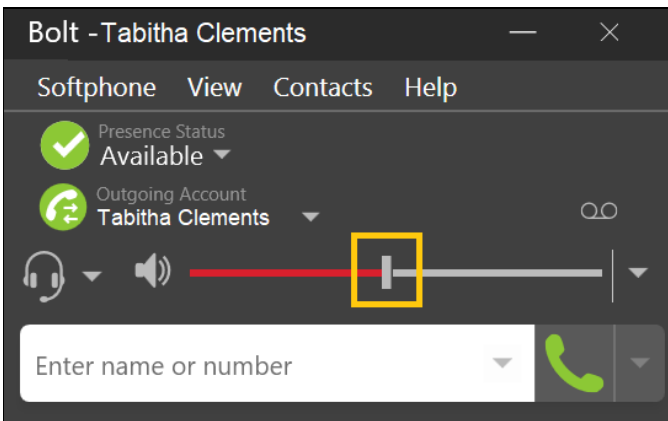 Bolt - Tabitha Clements
Softphone View Contacts Help
Presence Status
Available
Outgoing Account
Tabitha Clements
Enter name or number